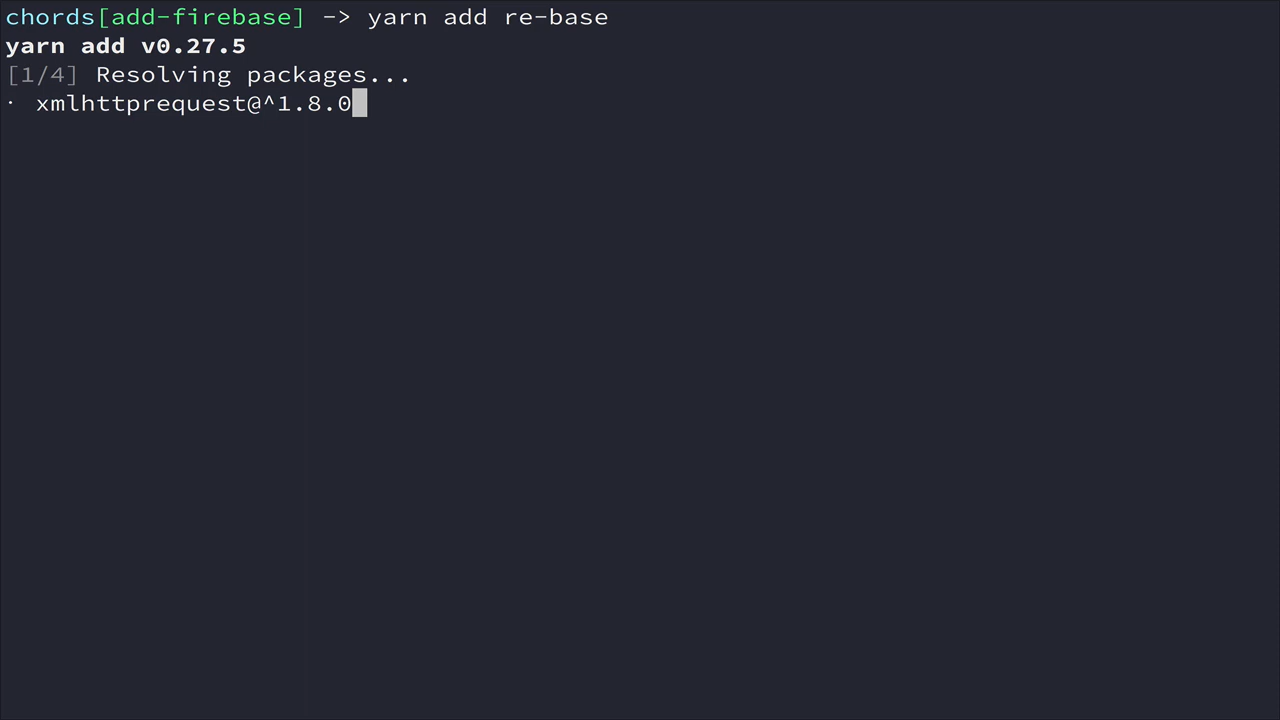 chords[add-firebase] -> yarn add re-base
yarn add v0.27.5
[1/4] Resolving packages...
· xmlhttprequest@^1.8.0